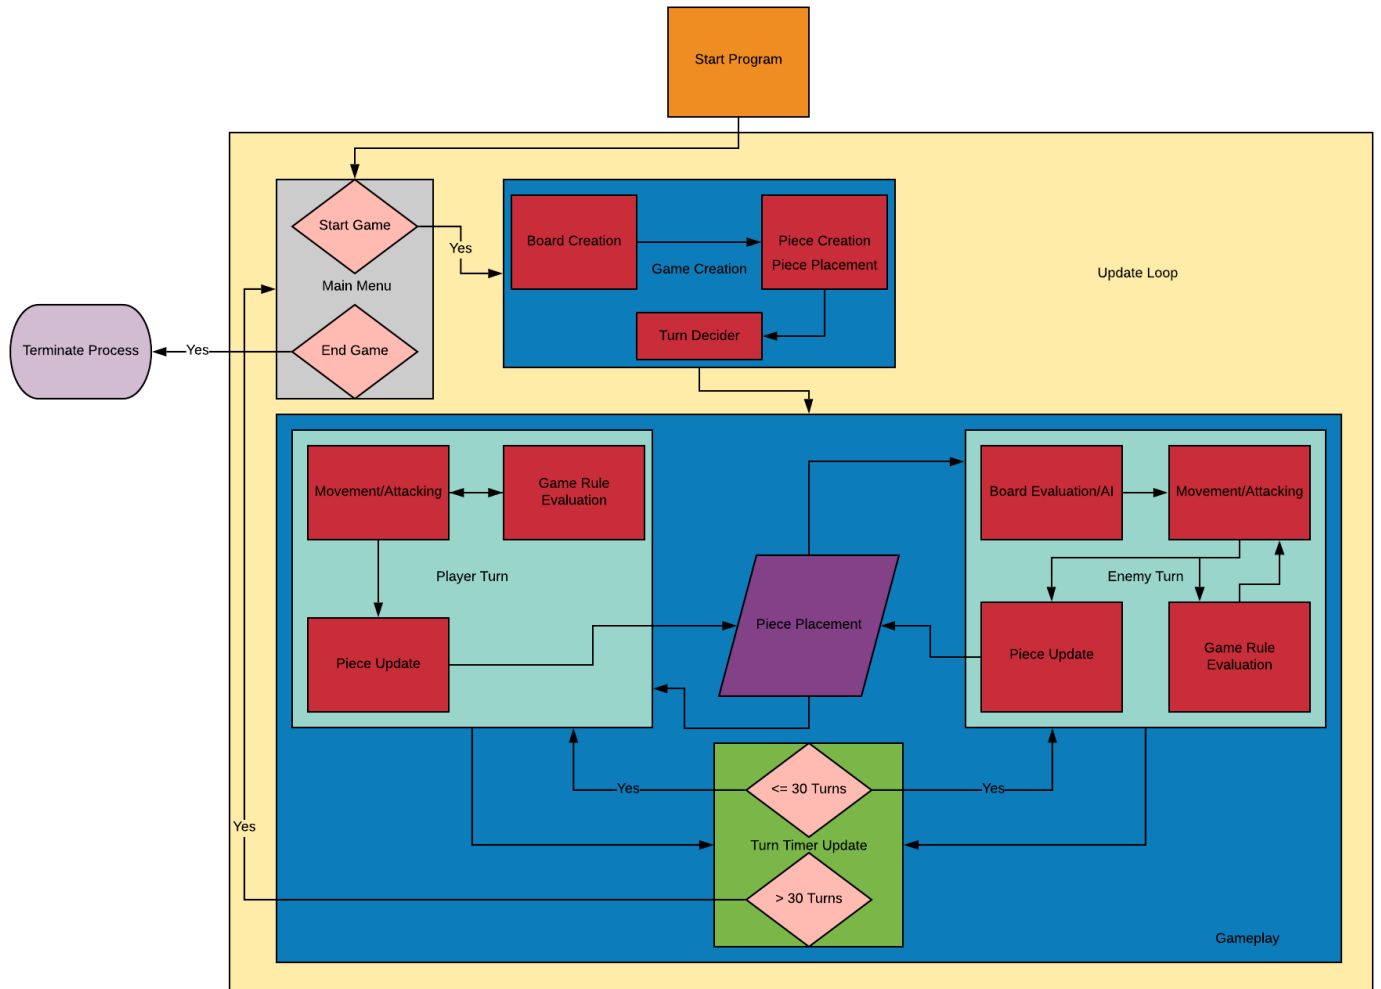 Start Program
Start Game
Yes
Main Menu
End Game
Yes
Terminate Process
Board Creation
Game Creation
Piece Creation
Piece Placement
Turn Decider
Update Loop
Movement/Attacking
Game Rule
Evaluation
Player Turn
Piece Update
Piece Placement
Board Evaluation/AI
Movement/Attacking
Enemy Turn
Piece Update
Game Rule
Evaluation
Yes
<= 30 Turns
Yes
Turn Timer Update
> 30 Turns
Yes
Gameplay